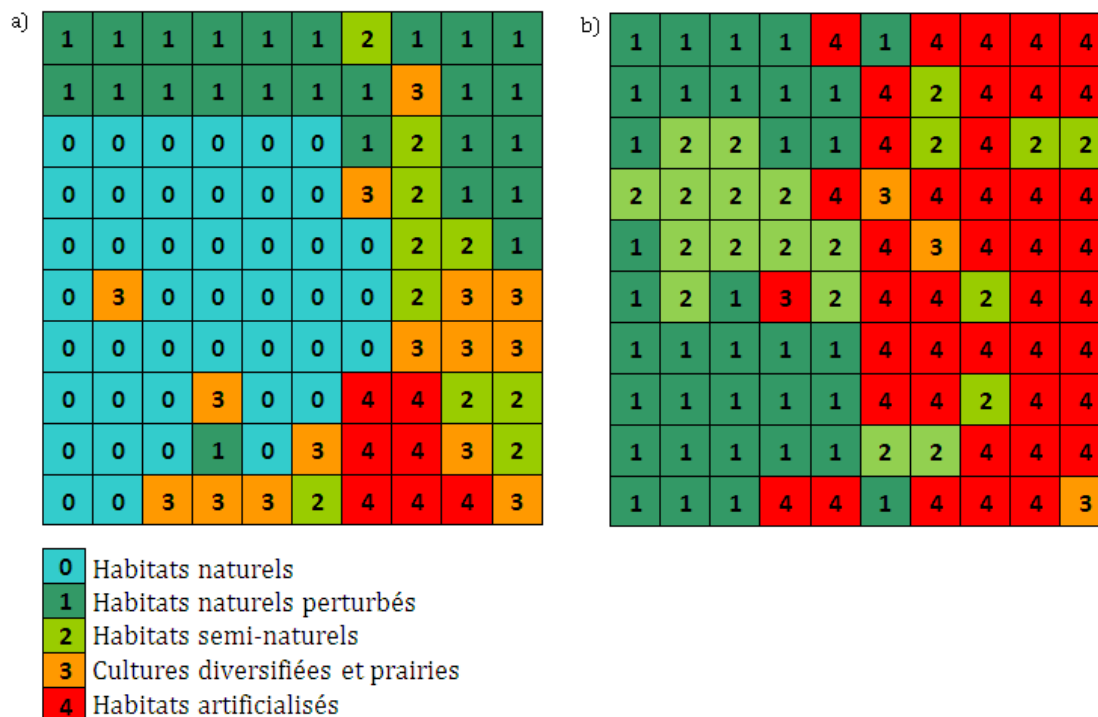 a)
1 1 1 1 1 1 2 1 1 1
1 1 1 1 1 1 1 3 1 1
0 0 0 0 0 0 1 2 1 1
0 0 0 0 0 0 3 2 1 1
0 0 0 0 0 0 0 2 2 1
0 3 0 0 0 0 0 2 3 3
0 0 0 0 0 0 0 3 3 3
0 0 0 3 0 0 4 4 2 2
0 0 0 1 0 3 4 4 3 2
0 0 3 3 3 2 4 4 4 3
b)
1 1 1 1 4 1 4 4 4 4
1 1 1 1 1 4 2 4 4 4
1 2 2 1 1 4 2 4 2 2
2 2 2 2 4 3 4 4 4 4
1 2 2 2 2 4 3 4 4 4
1 2 1 3 2 4 4 2 4 4
1 1 1 1 1 4 4 4 4 4
1 1 1 1 1 4 4 2 4 4
1 1 1 1 1 2 2 4 4 4
1 1 1 4 4 1 4 4 4 3
0 Habitats naturels
1 Habitats naturels perturbés
2 Habitats semi-naturels
3 Cultures diversifiées et prairies
4 Habitats artificialisés